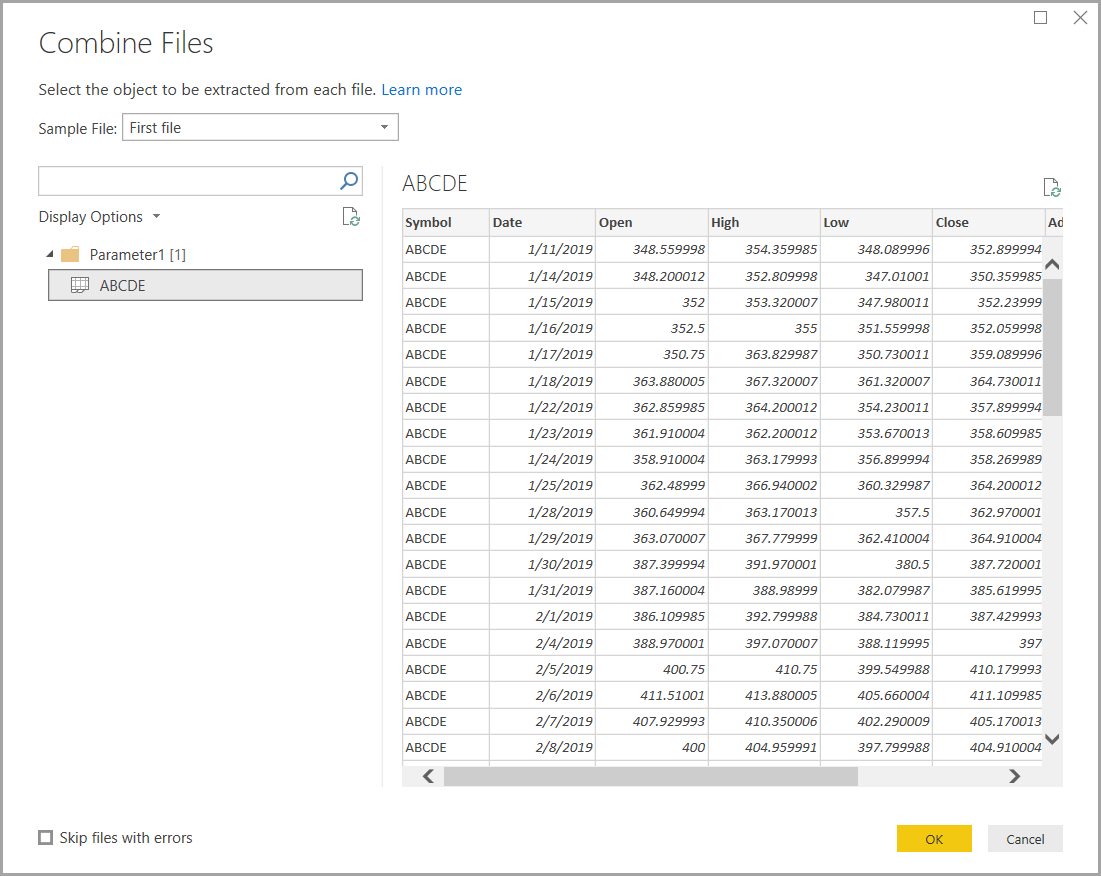 Combine Files
Select the object to be extracted from each file. Learn more
Sample File: First file
Display Options
Parameter1 [1]
ABCDE
ABCDE
Symbol Date Open High Low Close Ad
ABCDE 1/11/2019 348.559998 354.359985 348.089996 352.899994
ABCDE 1/14/2019 348.200012 352.809998 347.01001 350.359985
ABCDE 1/15/2019 352 353.320007 347.980011 352.23999
ABCDE 1/16/2019 352.5 355 351.559998 352.059998
ABCDE 1/17/2019 350.75 363.829987 350.730011 359.089996
ABCDE 1/18/2019 363.880005 367.320007 361.320007 364.730011
ABCDE 1/22/2019 362.859985 364.200012 354.230011 357.899994
ABCDE 1/23/2019 361.910004 362.200012 353.670013 358.609985
ABCDE 1/24/2019 358.910004 363.179993 356.899994 358.269989
ABCDE 1/25/2019 362.48999 366.940002 360.329987 364.200012
ABCDE 1/28/2019 360.649994 363.170013 357.5 362.970001
ABCDE 1/29/2019 363.070007 367.779999 362.410004 364.910004
ABCDE 1/30/2019 387.399994 391.970001 380.5 387.720001
ABCDE 1/31/2019 387.160004 388.98999 382.079987 385.619995
ABCDE 2/1/2019 386.109985 392.799988 384.730011 387.429993
ABCDE 2/4/2019 388.970001 397.070007 388.119995 397
ABCDE 2/5/2019 400.75 410.75 399.549988 410.179993
ABCDE 2/6/2019 411.51001 413.880005 405.660004 411.109985
ABCDE 2/7/2019 407.929993 410.350006 402.290009 405.170013
ABCDE 2/8/2019 400 404.959991 397.799988 404.910004
Skip files with errors
OK
Cancel